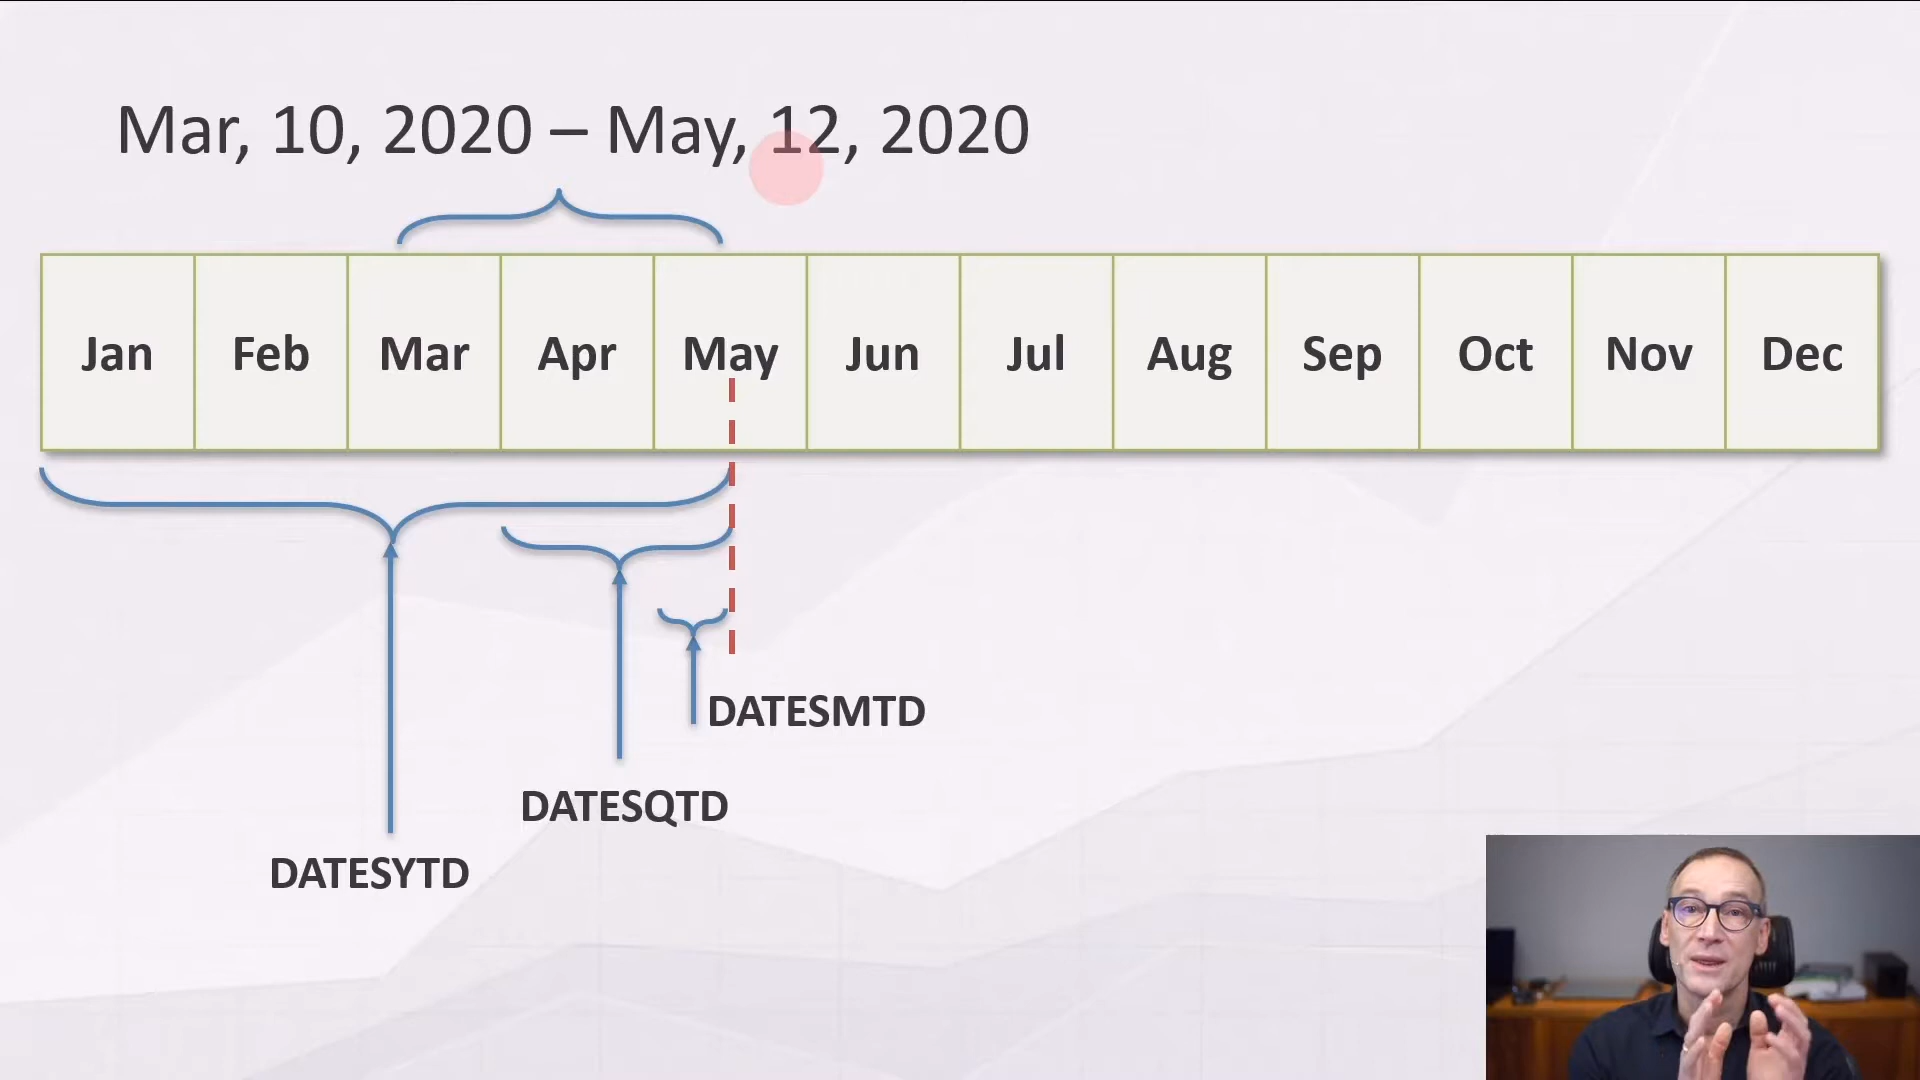 Mar, 10, 2020 – May, 12, 2020
Jan Feb Mar Apr May Jun Jul Aug Sep Oct Nov Dec
DATESMTD
DATESQTD
DATESYTD